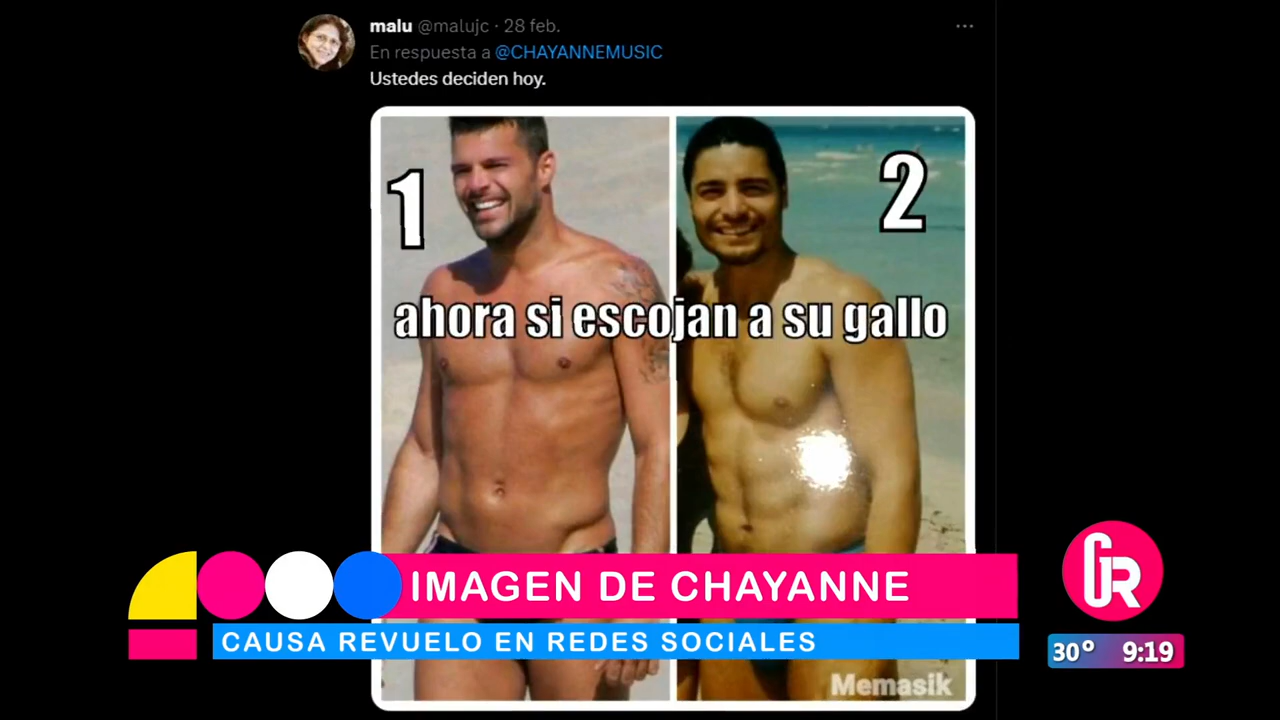 malu @malujc · 28 feb.
En respuesta a @CHAYANNEMUSIC
Ustedes deciden hoy.
1
2
ahora si escojan a su gallo
IMAGEN DE CHAYANNE
CAUSA REVUELO EN REDES SOCIALES
GR
30° 9:19
Memasik